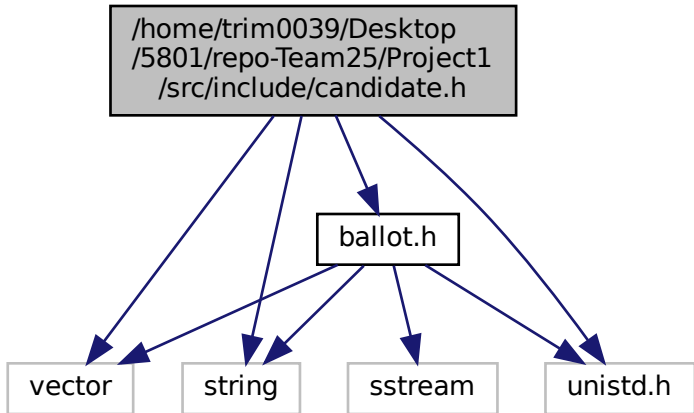 /home/trim0039/Desktop
/5801/repo-Team25/Project1
/src/include/candidate.h
ballot.h
vector
string
sstream
unistd.h